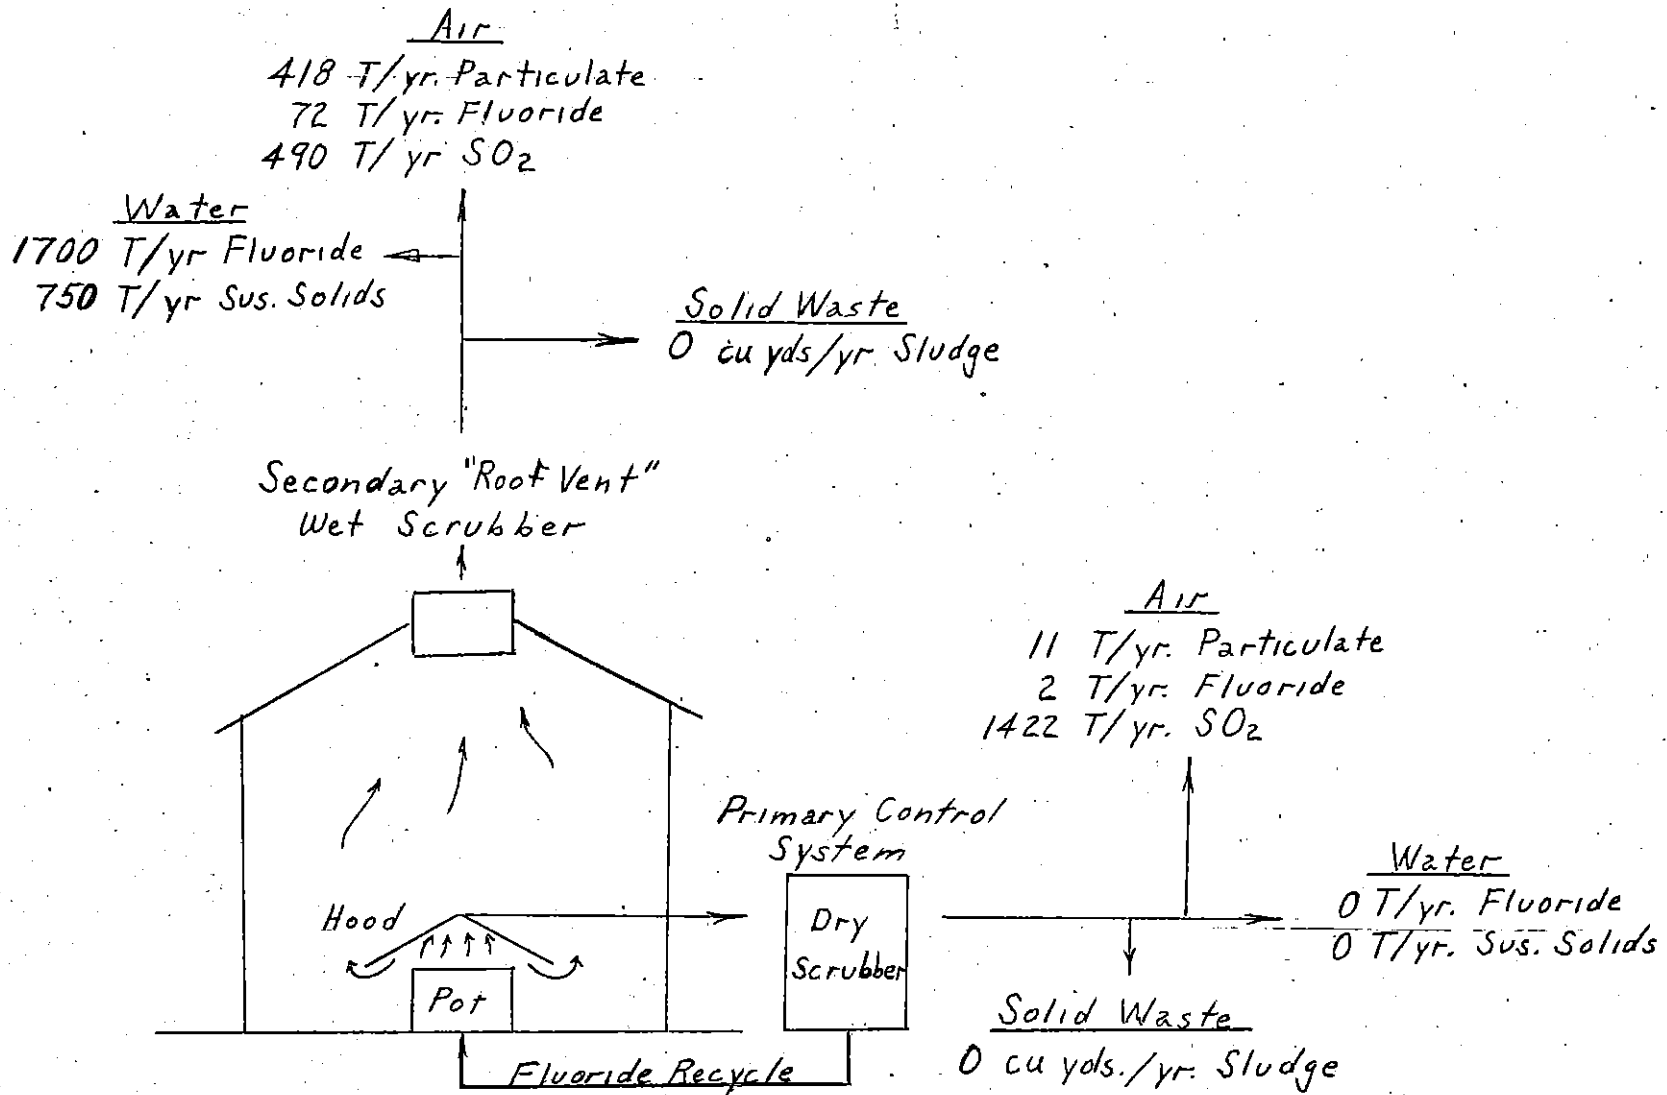 Air
418 T/yr. Particulate
72 T/yr. Fluoride
490 T/yr SO2
Water
1700 T/yr Fluoride
750 T/yr Sus. Solids
Solid Waste
0 cu yds/yr. Sludge
Secondary "Roof Vent"
Wet Scrubber
Air
11 T/yr. Particulate
2 T/yr. Fluoride
1422 T/yr. SO2
Primary Control
System
Water
0 T/yr. Fluoride
0 T/yr. Sus. Solids
Hood
Dry
Scrubber
Pot
Solid Waste
0 cu yds./yr. Sludge
Fluoride Recycle